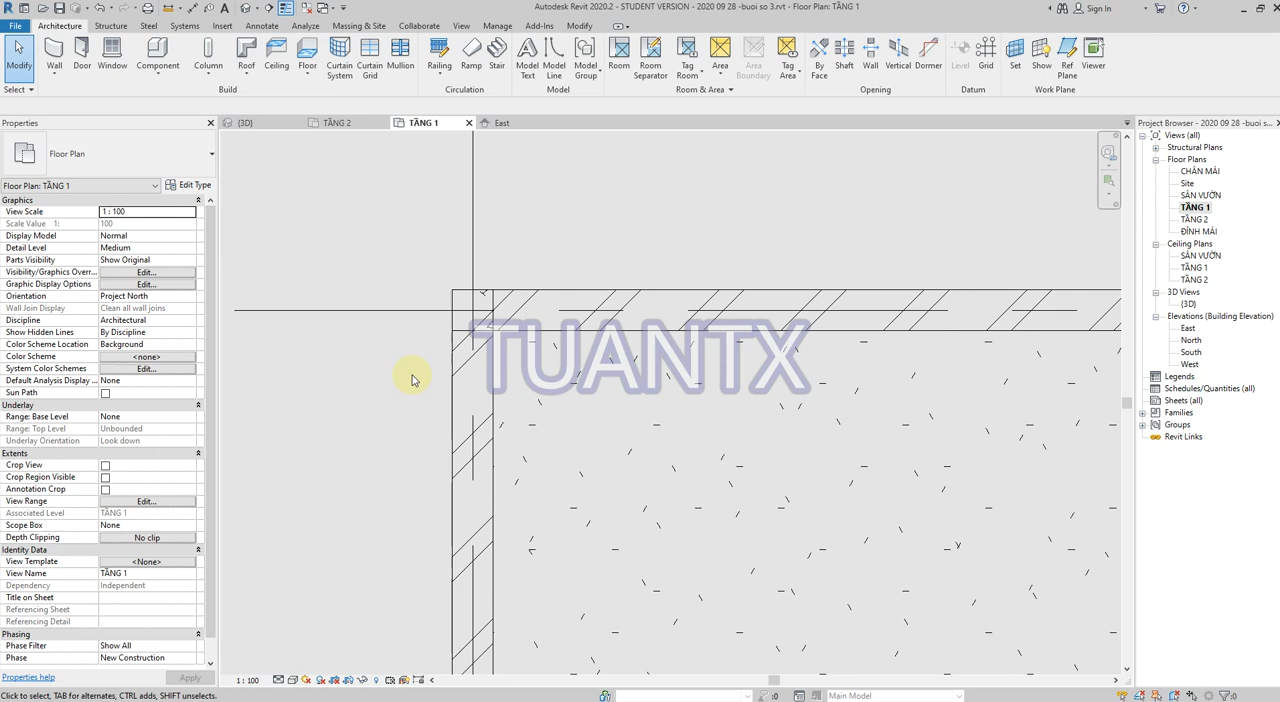 Autodesk Revit 2020.2 - STUDENT VERSION - 2020 09 28 -buoi so 3.rvt - Floor Plan: TẦNG 1
Sign In
File Architecture Structure Steel Systems Insert Annotate Analyze Massing & Site Collaborate View Manage Add-Ins Modify
Modify Wall Door Window Component Column Roof Ceiling Floor Curtain System Curtain Grid Mullion Railing Ramp Stair Model Text Model Line Model Group Room Room Separator Tag Room Area Area Boundary Tag Area By Face Shaft Wall Vertical Dormer Level Grid Set Show Ref Plane Viewer
Select Build Circulation Model Room & Area Opening Datum Work Plane
Properties
{3D} TẦNG 2 TẦNG 1 East
Floor Plan
Floor Plan: TẦNG 1 Edit Type
Graphics
View Scale 1 : 100
Scale Value 1: 100
Display Model Normal
Detail Level Medium
Parts Visibility Show Original
Visibility/Graphics Overr... Edit...
Graphic Display Options Edit...
Orientation Project North
Wall Join Display Clean all wall joins
Discipline Architectural
Show Hidden Lines By Discipline
Color Scheme Location Background
Color Scheme <none>
System Color Schemes Edit...
Default Analysis Display ... None
Sun Path
Underlay
Range: Base Level None
Range: Top Level Unbounded
Underlay Orientation Look down
Extents
Crop View
Crop Region Visible
Annotation Crop
View Range Edit...
Associated Level TẦNG 1
Scope Box None
Depth Clipping No clip
Identity Data
View Template <None>
View Name TẦNG 1
Dependency Independent
Title on Sheet
Referencing Sheet
Referencing Detail
Phasing
Phase Filter Show All
Phase New Construction
Properties help Apply
TUANTX
Project Browser - 2020 09 28 -buoi s...
Views (all)
Structural Plans
Floor Plans
CHÂN MÁI
Site
SÂN VƯỜN
TẦNG 1
TẦNG 2
ĐỈNH MÁI
Ceiling Plans
SÂN VƯỜN
TẦNG 1
TẦNG 2
3D Views
{3D}
Elevations (Building Elevation)
East
North
South
West
Legends
Schedules/Quantities (all)
Sheets (all)
Families
Groups
Revit Links
1 : 100
Click to select, TAB for alternates, CTRL adds, SHIFT unselects.
:0 Main Model :0